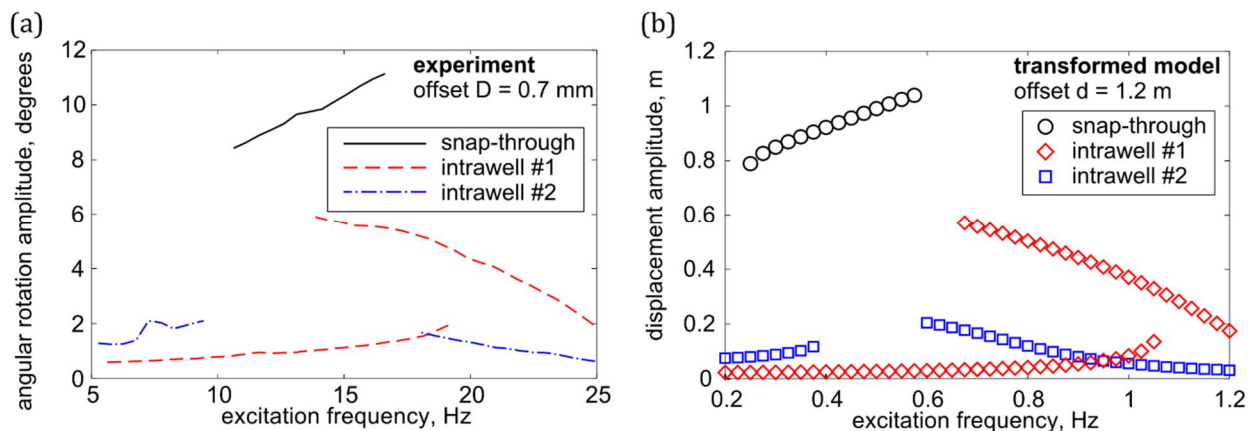 (a)
angular rotation amplitude, degrees
12
10
8
6
4
2
0
experiment
offset D = 0.7 mm
snap-through
intrawell #1
intrawell #2
5 10 15 20 25
excitation frequency, Hz
(b)
displacement amplitude, m
1.2
1
0.8
0.6
0.4
0.2
0
transformed model
offset d = 1.2 m
snap-through
intrawell #1
intrawell #2
0.2 0.4 0.6 0.8 1 1.2
excitation frequency, Hz